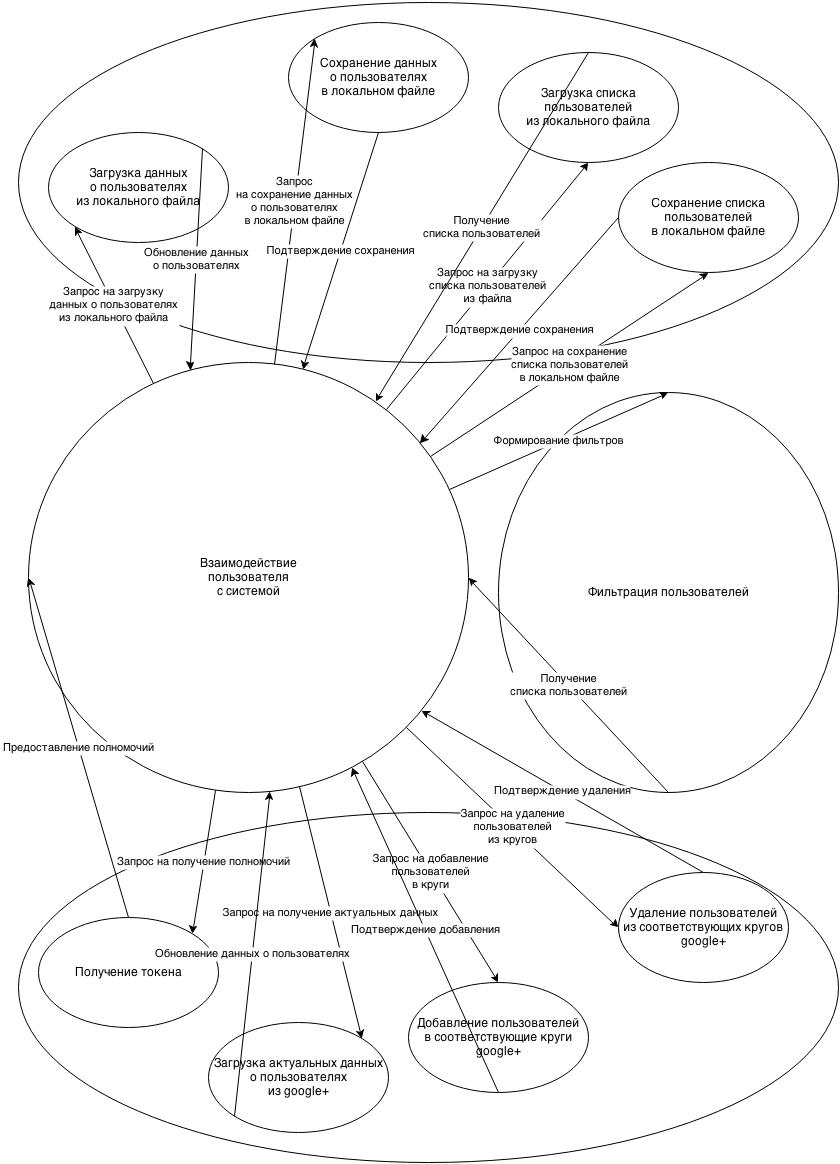 Сохранение данных
о пользователях
в локальном файле
Загрузка списка
пользователей
из локального файла
Загрузка данных
о пользователях
из локального файла
Запрос
на сохранение данных
о пользователях
в локальном файле
Сохранение списка
пользователей
в локальном файле
Получение
списка пользователей
Обновление данных
о пользователях
Подтверждение сохранения
Запрос на загрузку
списка пользователей
из файла
Запрос на загрузку
данных о пользователях
из локального файла
Подтверждение сохранения
Запрос на сохранение
списка пользователей
в локальном файле
Формирование фильтров
Взаимодействие
пользователя
с системой
Фильтрация пользователей
Получение
списка пользователей
Предоставление полномочий
Подтверждение удаления
Запрос на удаление
пользователей
из кругов
Запрос на получение полномочий
Запрос на добавление
пользователей
в круги
Запрос на получение актуальных данных
Подтверждение добавления
Удаление пользователей
из соответствующих кругов
google+
Обновление данных о пользователях
Получение токена
Добавление пользователей
в соответствующие круги
google+
Загрузка актуальных данных
о пользователях
из google+